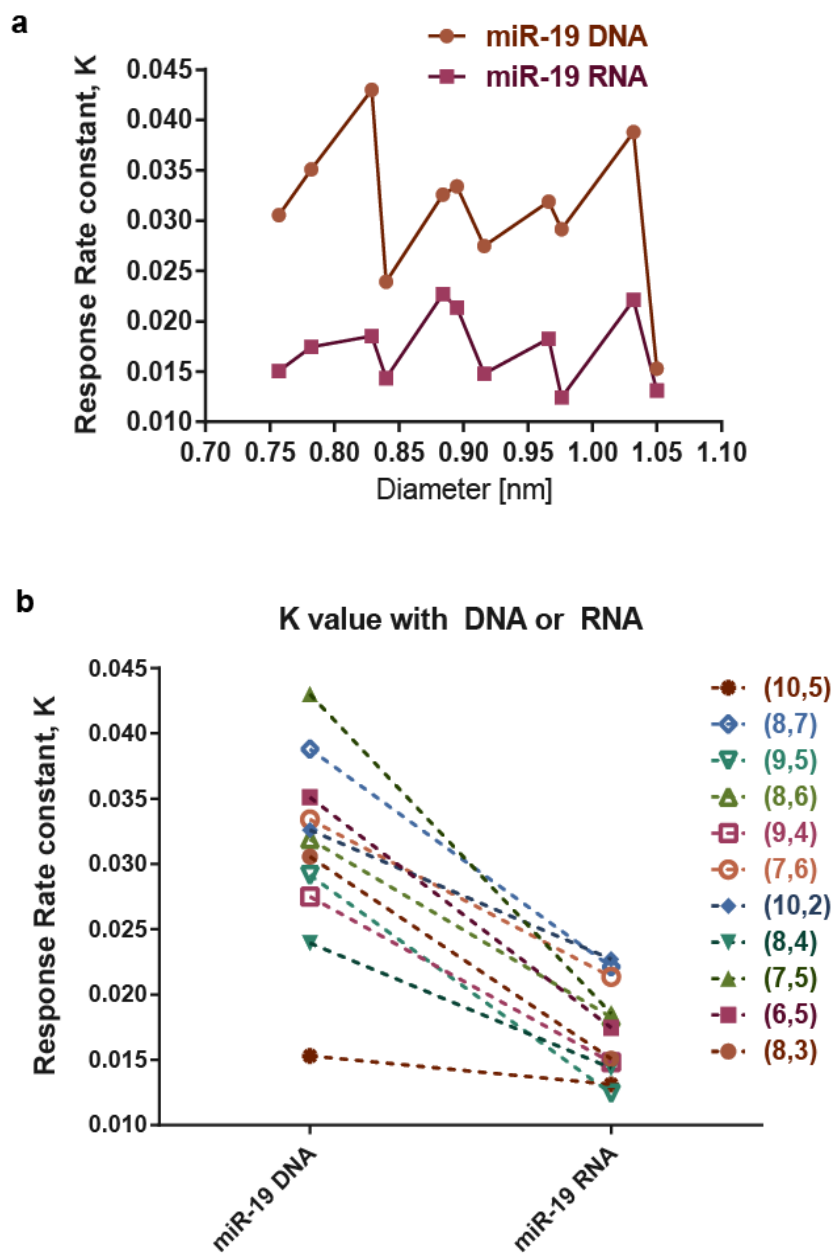 a
miR-19 DNA
miR-19 RNA
Response Rate constant, K
0.045
0.040
0.035
0.030
0.025
0.020
0.015
0.010
0.70 0.75 0.80 0.85 0.90 0.95 1.00 1.05 1.10
Diameter [nm]
b
K value with DNA or RNA
Response Rate constant, K
0.045
0.040
0.035
0.030
0.025
0.020
0.015
0.010
miR-19 DNA
miR-19 RNA
(10,5)
(8,7)
(9,5)
(8,6)
(9,4)
(7,6)
(10,2)
(8,4)
(7,5)
(6,5)
(8,3)